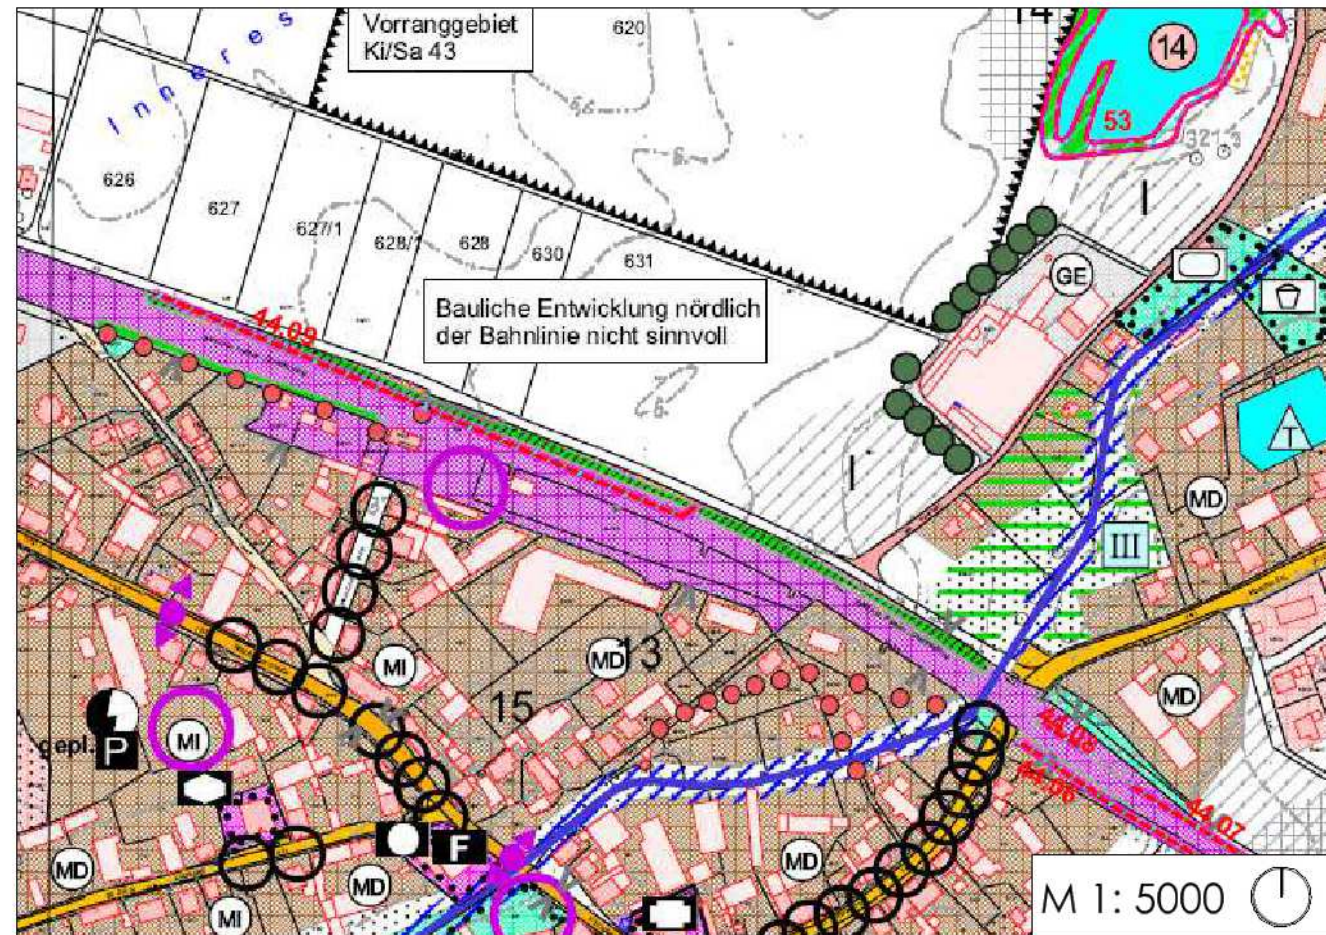 Vorranggebiet
Ki/Sa 43
620
14
14
Inneres
53
321.3
626
627
627/1
628/1
628
630
631
I
GE
Bauliche Entwicklung nördlich
der Bahnlinie nicht sinnvoll
44.09
T
I
MD
III
MI
MD
13
15
MD
P
gepl.
MI
44.08
44.06
44.07
F
MD
MD
MI
MD
M 1: 5000